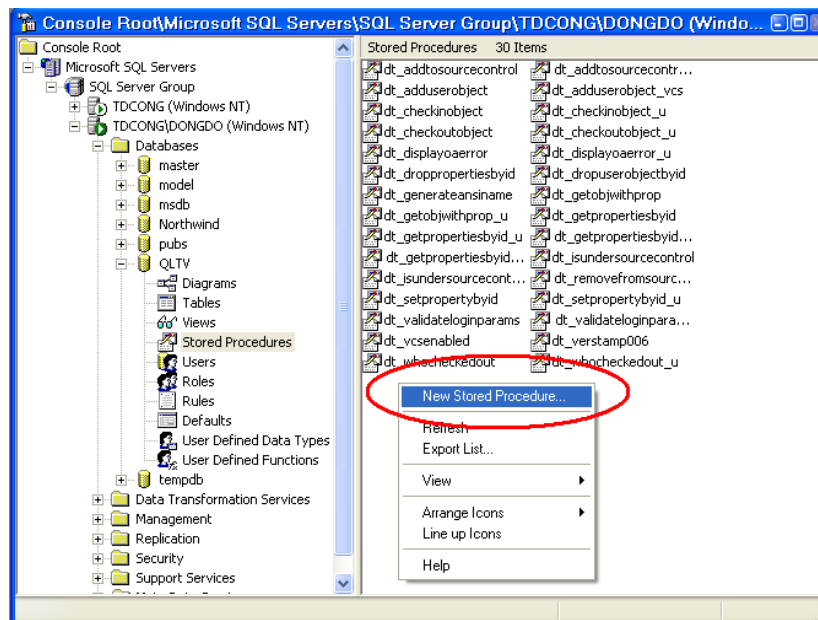 Console Root\Microsoft SQL Servers\SQL Server Group\TDCONG\DONGDO (Windo...
Console Root
Microsoft SQL Servers
SQL Server Group
TDCONG (Windows NT)
TDCONG\DONGDO (Windows NT)
Databases
master
model
msdb
Northwind
pubs
QLTV
Diagrams
Tables
Views
Stored Procedures
Users
Roles
Rules
Defaults
User Defined Data Types
User Defined Functions
tempdb
Data Transformation Services
Management
Replication
Security
Support Services
Stored Procedures 30 Items
dt_addtosourcecontrol dt_addtosourcecontr...
dt_adduserobject dt_adduserobject_vcs
dt_checkinobject dt_checkinobject_u
dt_checkoutobject dt_checkoutobject_u
dt_displayoaerror dt_displayoaerror_u
dt_droppropertiesbyid dt_dropuserobjectbyid
dt_generateansiname dt_getobjwithprop
dt_getobjwithprop_u dt_getpropertiesbyid
dt_getpropertiesbyid_u dt_getpropertiesbyid...
dt_getpropertiesbyid... dt_isundersourcecontrol
dt_isundersourcecont... dt_removefromsourc...
dt_setpropertybyid dt_setpropertybyid_u
dt_validateloginparams dt_validateloginpara...
dt_vcsenabled dt_verstamp006
dt_whocheckedout dt_whocheckedout_u
New Stored Procedure...
Refresh
Export List...
View
Arrange Icons
Line up Icons
Help